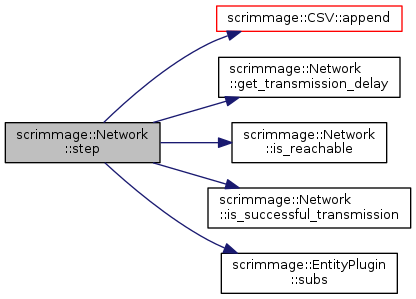 scrimmage::CSV::append
scrimmage::Network
::get_transmission_delay
scrimmage::Network
::step
scrimmage::Network
::is_reachable
scrimmage::Network
::is_successful_transmission
scrimmage::EntityPlugin
::subs